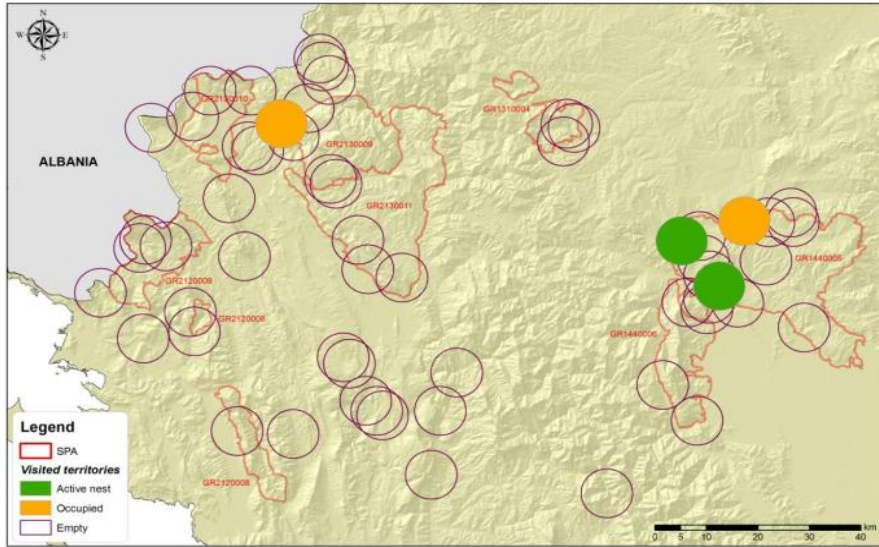 N
W E
S
GR2130010
GR1310004
ALBANIA
GR2130009
GR2130011
GR1440005
GR2120009
GR2120008
GR1440006
Legend
SPA
Visited territories
Active nest
Occupied
Empty
GR2120008
km
0 5 10 20 30 40